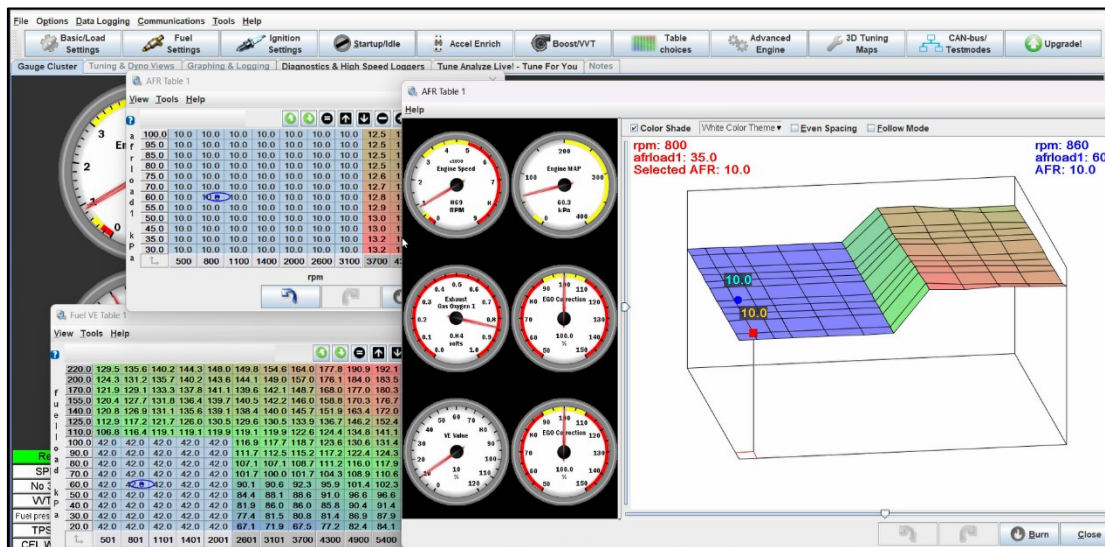 File Options Data Logging Communications Tools Help
Basic/Load Settings
Fuel Settings
Ignition Settings
Startup/Idle
Accel Enrich
Boost/VVT
Table choices
Advanced Engine
3D Tuning Maps
CAN-bus/ Testmodes
Upgrade!
Gauge Cluster Tuning & Dyno Views Graphing & Logging Diagnostics & High Speed Loggers Tune Analyze Live! - Tune For You Notes
AFR Table 1
View Tools Help
afrload1 kPa
100.0 10.0 10.0 10.0 10.0 10.0 10.0 10.0 12.5
95.0 10.0 10.0 10.0 10.0 10.0 10.0 10.0 12.5
85.0 10.0 10.0 10.0 10.0 10.0 10.0 10.0 12.5
80.0 10.0 10.0 10.0 10.0 10.0 10.0 10.0 12.5
75.0 10.0 10.0 10.0 10.0 10.0 10.0 10.0 12.6
70.0 10.0 10.0 10.0 10.0 10.0 10.0 10.0 12.7
60.0 10.0 10.0 10.0 10.0 10.0 10.0 12.8
55.0 10.0 10.0 10.0 10.0 10.0 10.0 10.0 12.9
50.0 10.0 10.0 10.0 10.0 10.0 10.0 10.0 13.0
45.0 10.0 10.0 10.0 10.0 10.0 10.0 10.0 13.0
35.0 10.0 10.0 10.0 10.0 10.0 10.0 10.0 13.2
30.0 10.0 10.0 10.0 10.0 10.0 10.0 10.0 13.2
500 800 1100 1400 2000 2600 3100 3700
rpm
Fuel VE Table 1
View Tools Help
fuelload kPa
220.0 129.5 135.6 140.2 144.3 148.0 149.8 154.6 164.0 177.8 190.9 192.1
200.0 124.3 131.2 135.7 140.2 143.6 144.1 149.0 157.0 176.1 184.0 183.5
170.0 121.9 129.1 133.3 137.8 141.1 139.6 142.1 148.7 168.0 177.0 180.3
155.0 120.4 127.7 131.8 136.4 139.7 140.5 142.2 146.0 158.8 170.3 176.7
140.0 120.8 126.9 131.1 135.6 139.1 138.4 140.0 145.7 151.9 163.4 172.0
125.0 112.9 117.2 121.7 126.0 130.5 129.6 130.5 133.9 136.7 146.2 152.4
110.0 106.8 116.4 119.1 119.1 119.9 119.1 119.9 122.6 124.4 134.8 141.1
100.0 42.0 42.0 42.0 42.0 42.0 116.9 117.7 118.7 123.6 130.6 131.4
90.0 42.0 42.0 42.0 42.0 42.0 111.7 112.5 115.2 117.2 122.4 124.3
80.0 42.0 42.0 42.0 42.0 42.0 107.1 107.1 108.7 111.2 116.0 117.9
70.0 42.0 42.0 42.0 42.0 42.0 101.7 100.0 101.7 104.3 108.9 110.6
60.0 42.0 42.0 42.0 42.0 90.1 90.6 92.3 95.9 101.4 102.3
50.0 42.0 42.0 42.0 42.0 42.0 84.4 88.1 88.6 91.0 96.6 96.6
40.0 42.0 42.0 42.0 42.0 42.0 81.9 86.0 86.0 85.8 90.4 91.4
30.0 42.0 42.0 42.0 42.0 42.0 77.4 81.5 80.8 81.4 86.9 87.9
20.0 42.0 42.0 42.0 42.0 42.0 67.1 71.9 67.5 77.2 82.4 84.1
501 801 1101 1401 2001 2601 3101 3700 4300 4900 5400
No
Fuel pres
TPS
CEL W
AFR Table 1
Help
x1000
Engine Speed
869
RPM
Engine MAP
60.3
kPa
Exhaust
Gas Oxygen 1
0.84
volts
EGO Correction
100.0
%
VE Value
10
%
EGO Correction
100.0
%
Color Shade White Color Theme Even Spacing Follow Mode
rpm: 800
afrload1: 35.0
Selected AFR: 10.0
rpm: 860
afrload1: 60
AFR: 10.0
10.0
10.0
Burn Close